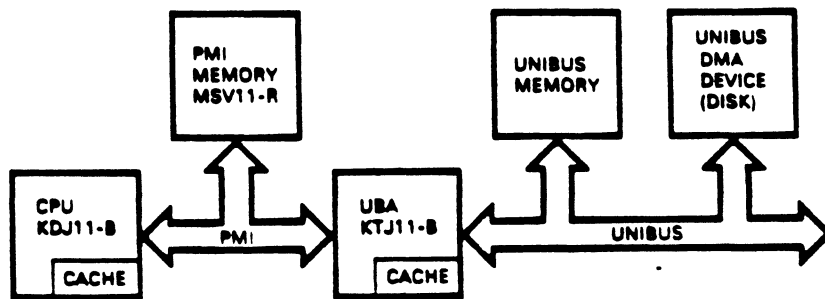 PMI
MEMORY
MSV11-R
UNIBUS
MEMORY
UNIBUS
DMA
DEVICE
(DISK)
CPU
KDJ11-B
CACHE
PMI
UBA
KTJ11-B
CACHE
UNIBUS